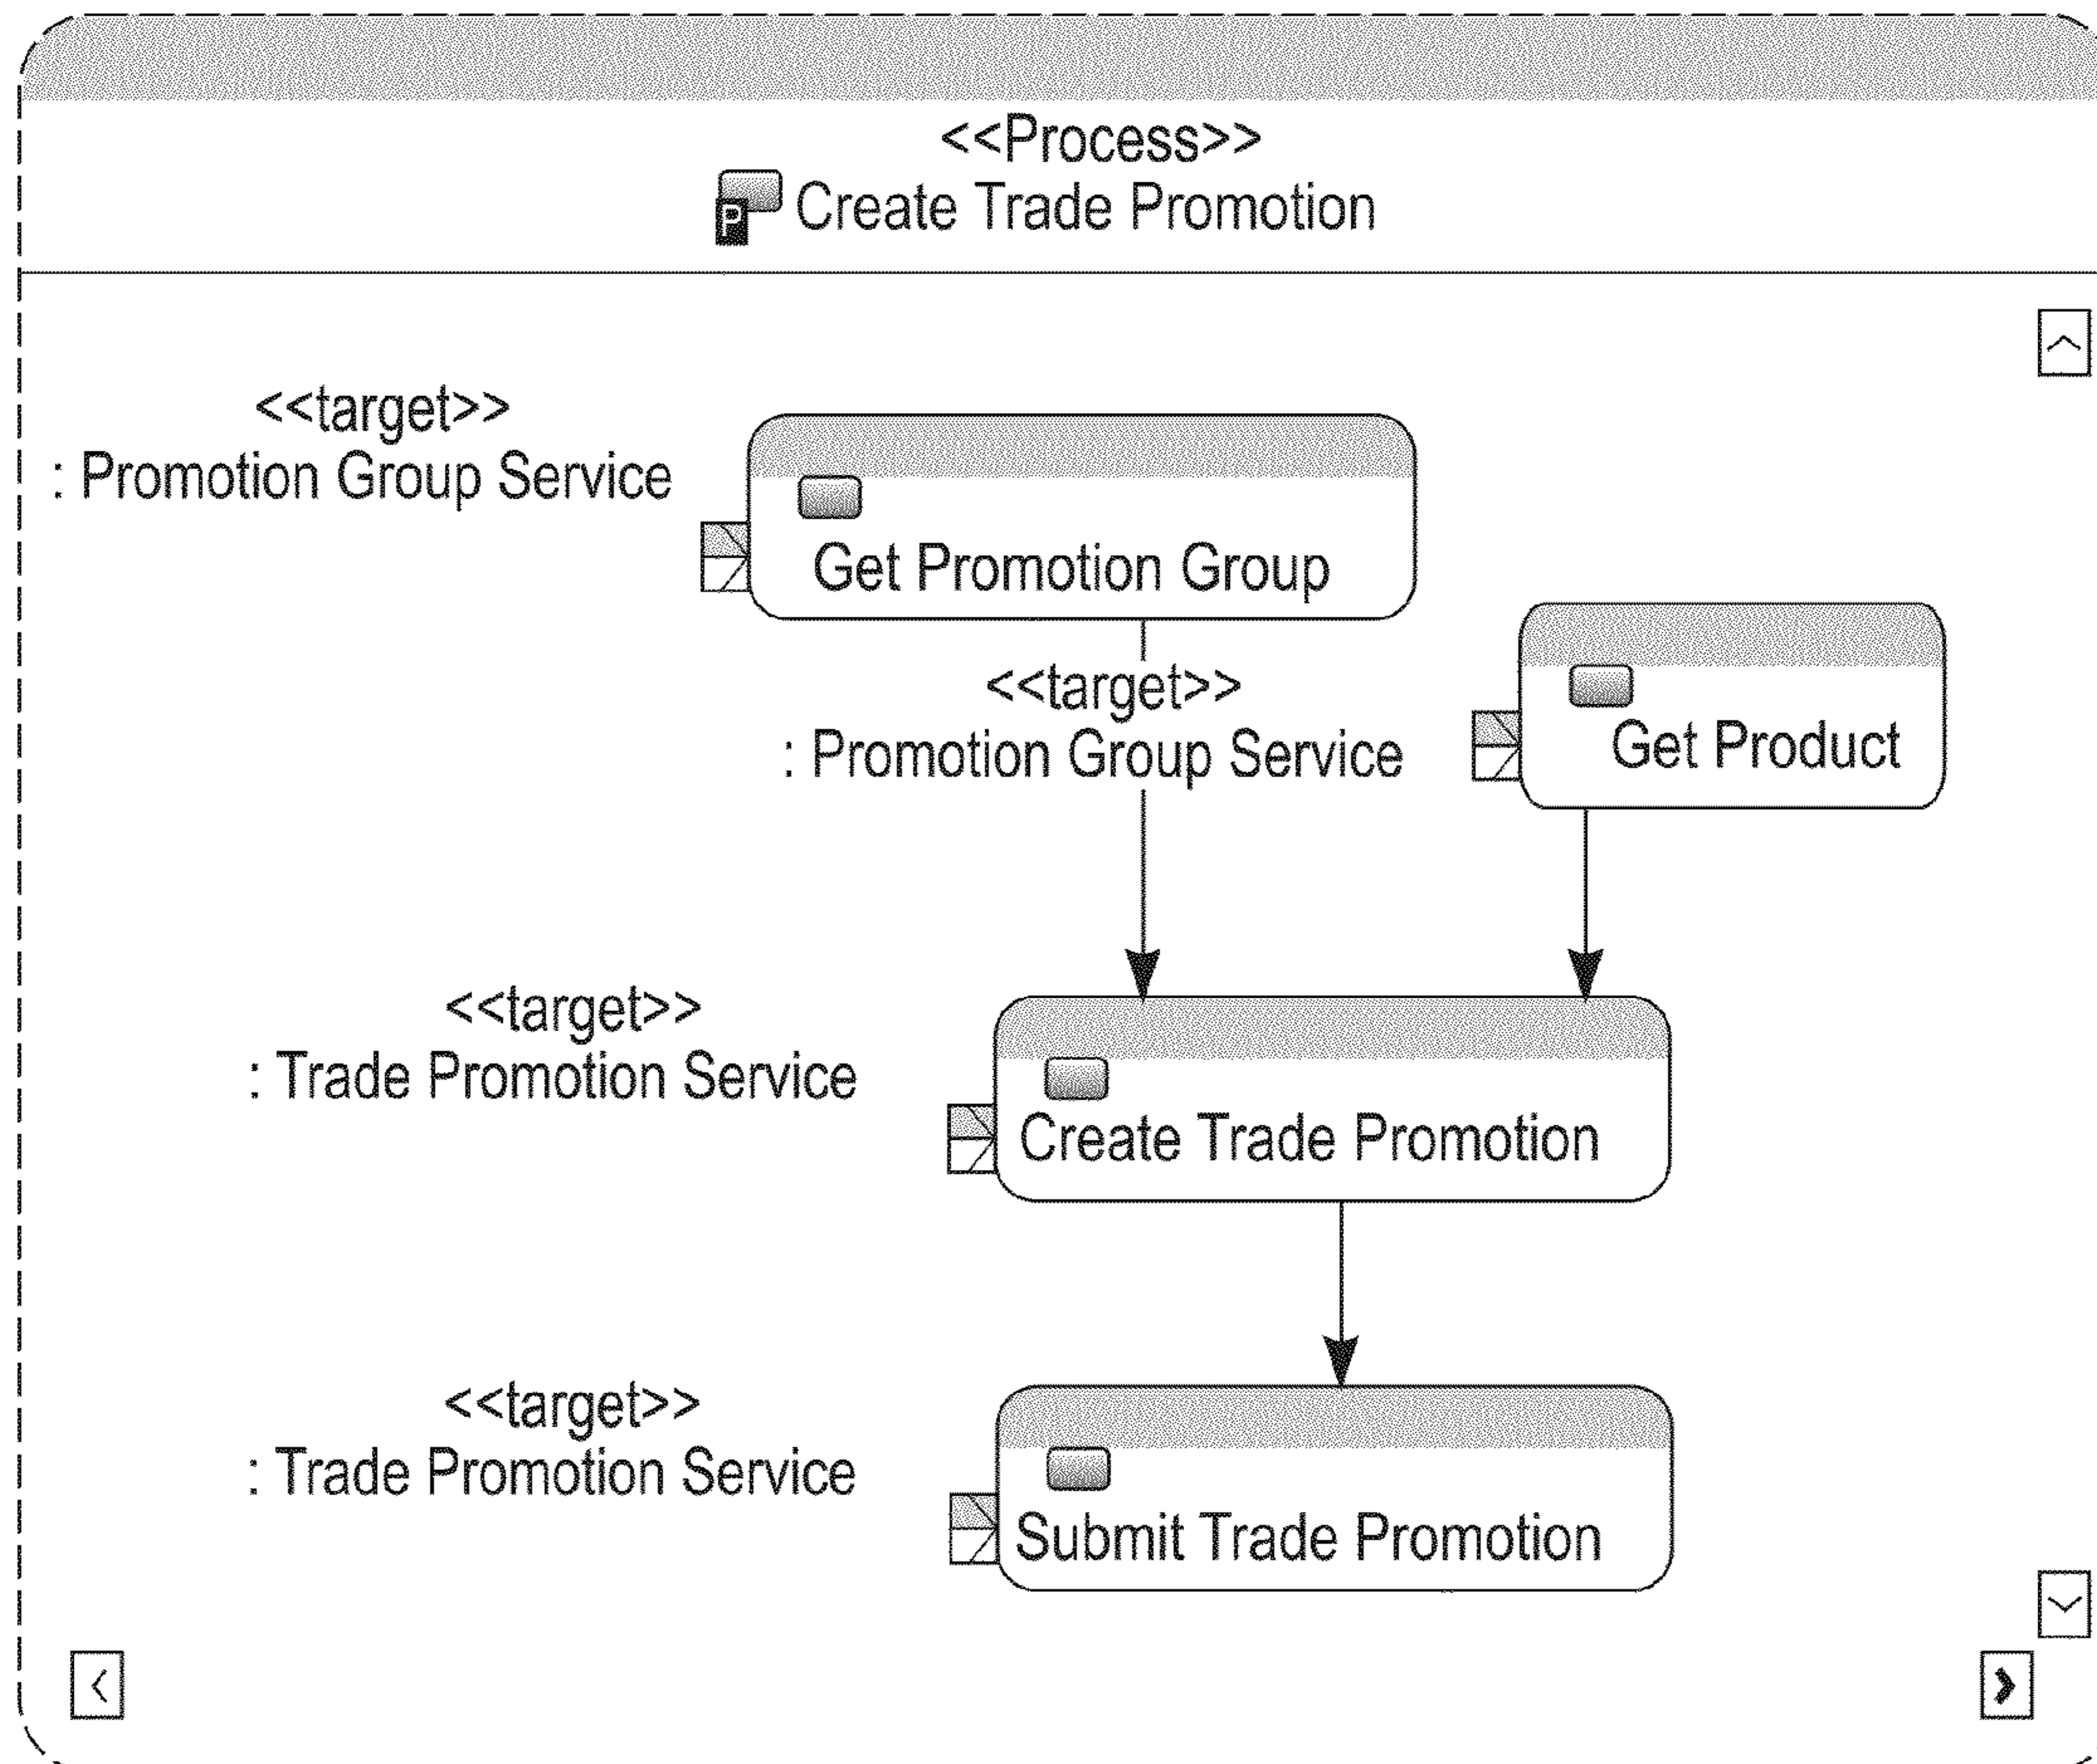 <<Process>>
P Create Trade Promotion
<<target>>
: Promotion Group Service
Get Promotion Group
<<target>>
: Promotion Group Service
Get Product
<<target>>
: Trade Promotion Service
Create Trade Promotion
<<target>>
: Trade Promotion Service
Submit Trade Promotion